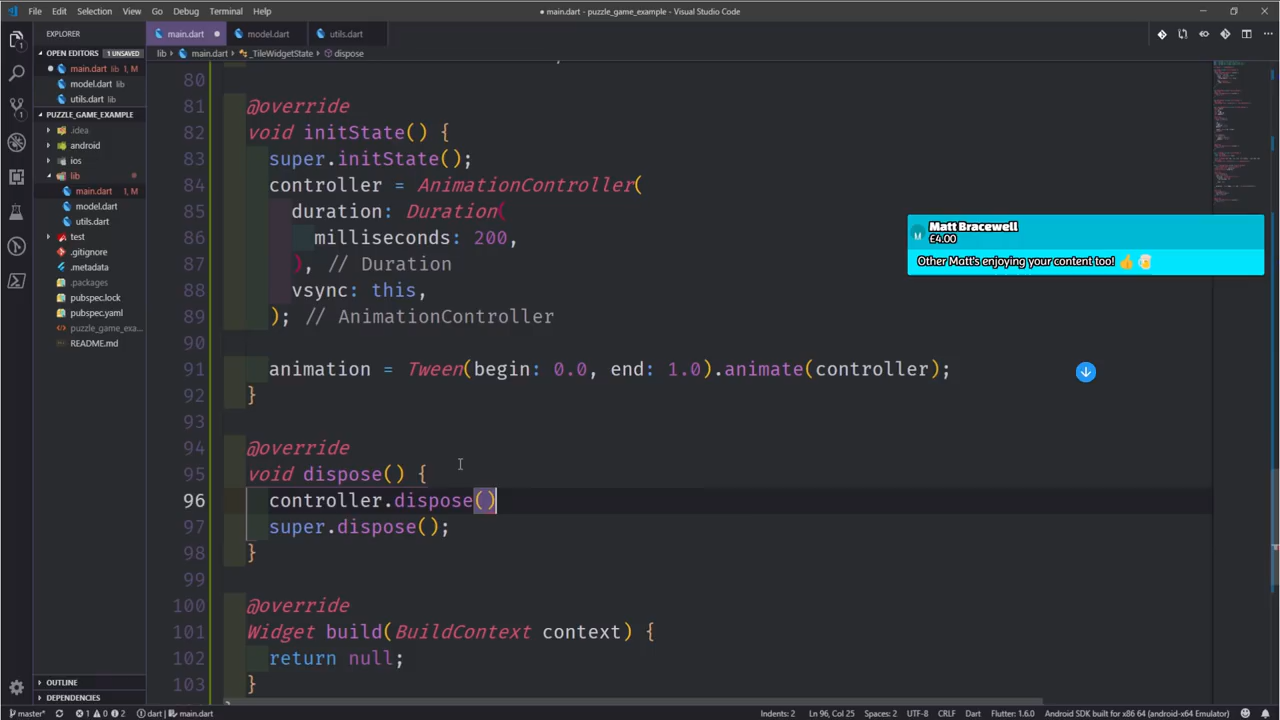 File Edit Selection View Go Debug Terminal Help
● main.dart - puzzle_game_example - Visual Studio Code
EXPLORER
main.dart ●
model.dart
utils.dart
OPEN EDITORS 1 UNSAVED
● main.dart lib 1, M
model.dart lib
utils.dart lib
PUZZLE_GAME_EXAMPLE
.idea
android
ios
lib
main.dart 1, M
model.dart
utils.dart
test
.gitignore
.metadata
.packages
pubspec.lock
pubspec.yaml
puzzle_game_exa...
README.md
OUTLINE
DEPENDENCIES
lib › main.dart › _TileWidgetState › dispose
80
81 @override
82 void initState() {
83 super.initState();
84 controller = AnimationController(
85 duration: Duration(
86 milliseconds: 200,
87 ), // Duration
88 vsync: this,
89 ); // AnimationController
90
91 animation = Tween(begin: 0.0, end: 1.0).animate(controller);
92 }
93
94 @override
95 void dispose() {
96 controller.dispose()
97 super.dispose();
98 }
99
100 @override
101 Widget build(BuildContext context) {
102 return null;
103 }
M
Matt Bracewell
£4.00
Other Matt's enjoying your content too! 👍 🍻
master* 1 0 2 dart | main.dart
Indents: 2 Ln 96, Col 25 Spaces: 2 UTF-8 CRLF Dart Flutter: 1.6.0 Android SDK built for x86 64 (android-x64 Emulator)